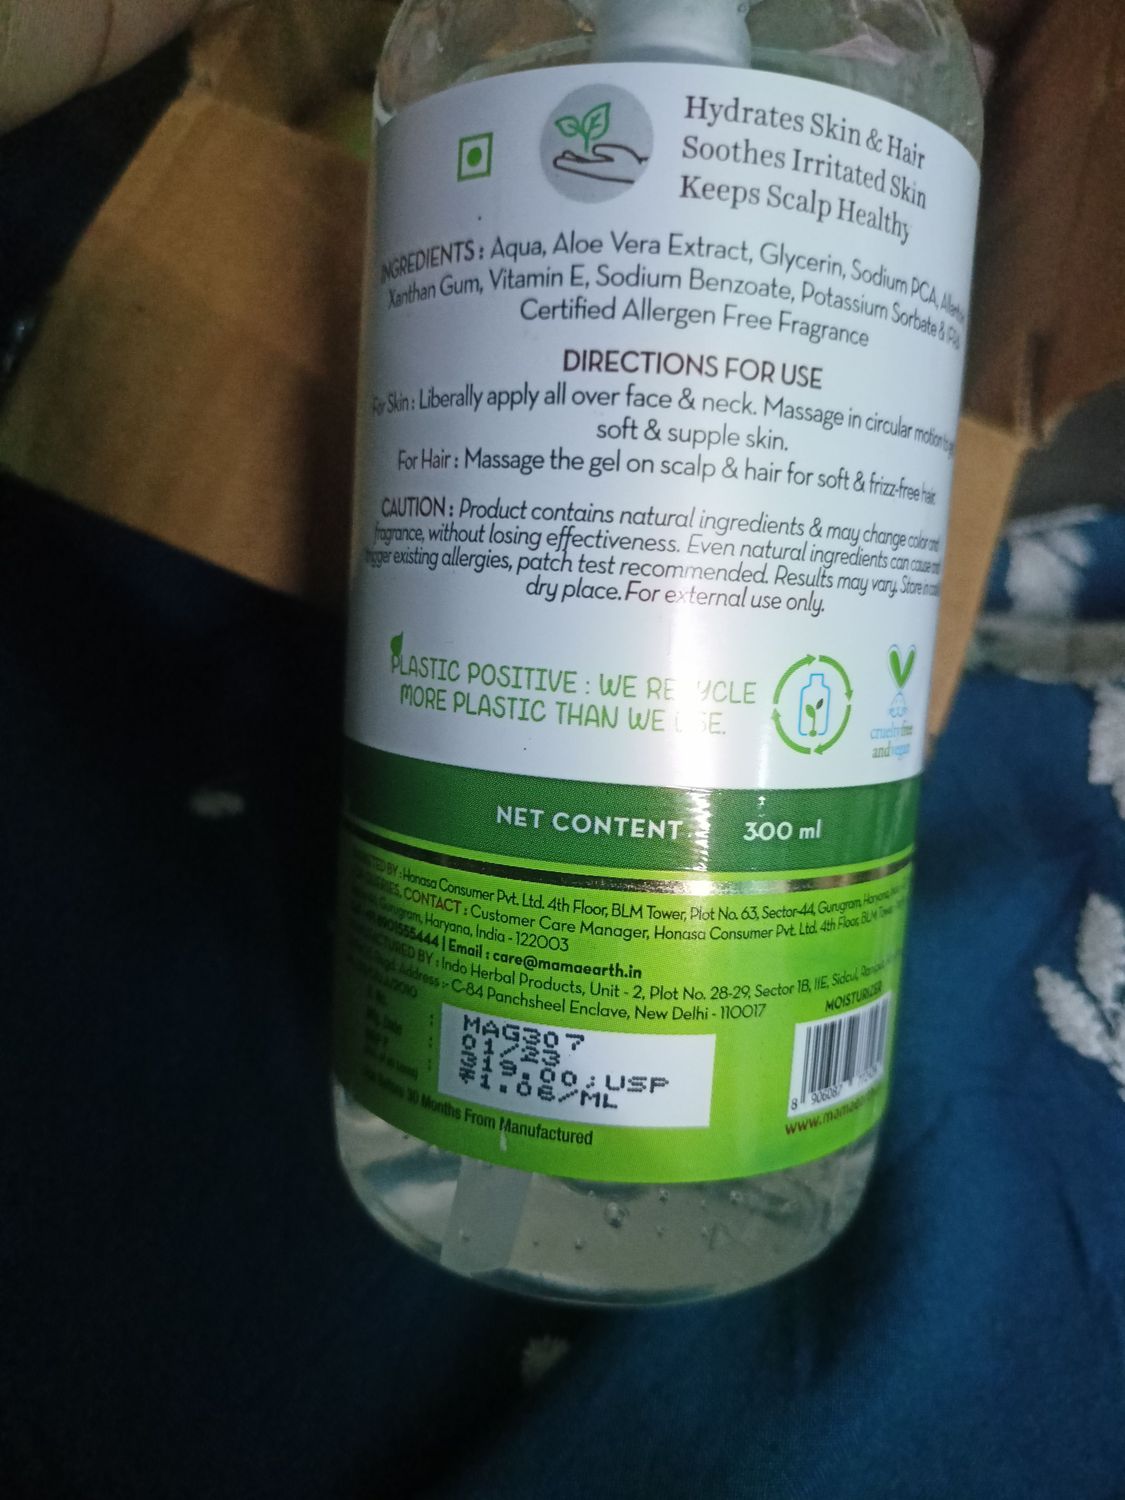 Hydrates Skin & Hair
Soothes Irritated Skin
Keeps Scalp Healthy
INGREDIENTS : Aqua, Aloe Vera Extract, Glycerin, Sodium PCA,
Xanthan Gum, Vitamin E, Sodium Benzoate, Potassium Sorbate &
Certified Allergen Free Fragrance
DIRECTIONS FOR USE
For Skin : Liberally apply all over face & neck. Massage in circular motion
soft & supple skin.
For Hair : Massage the gel on scalp & hair for soft & frizz-free hair.
CAUTION : Product contains natural ingredients & may change color and
fragrance, without losing effectiveness. Even natural ingredients can cause
trigger existing allergies, patch test recommended. Results may vary. Store in
dry place. For external use only.
PLASTIC POSITIVE : WE RECYCLE
MORE PLASTIC THAN WE USE.
cruelty free
and vegan
NET CONTENT 300 ml
BY : Honasa Consumer Pvt. Ltd. 4th Floor, BLM Tower, Plot No. 63, Sector-44, Gurugram, Haryana,
CONTACT : Customer Care Manager, Honasa Consumer Pvt. Ltd. 4th Floor, BLM
Gurugram, Haryana, India - 122003
| Email : care@mamaearth.in
BY : Indo Herbal Products, Unit - 2, Plot No. 28-29, Sector 1B, IIE, Sidcul,
Address :- C-84 Panchsheel Enclave, New Delhi - 110017
MOISTURIZER
MAG307
01/23
319.00;USP
₹1.06/ML
30 Months From Manufactured